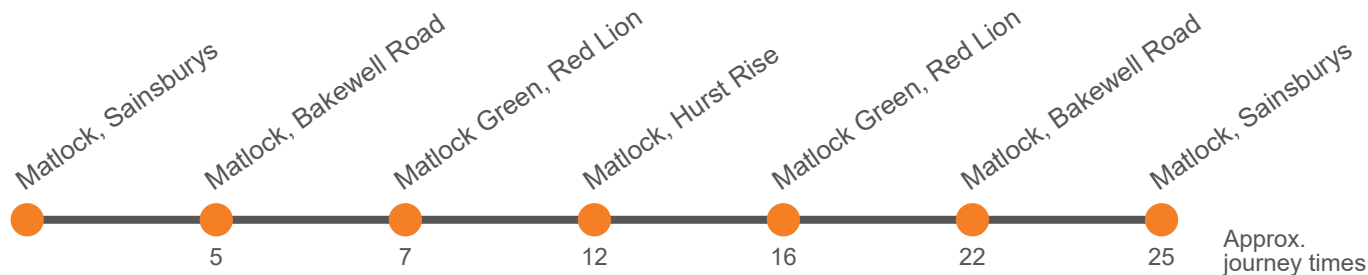 Matlock, Sainsburys
Matlock, Bakewell Road
Matlock Green, Red Lion
Matlock, Hurst Rise
Matlock Green, Red Lion
Matlock, Bakewell Road
Matlock, Sainsburys
5
7
12
16
22
25
Approx.
journey times